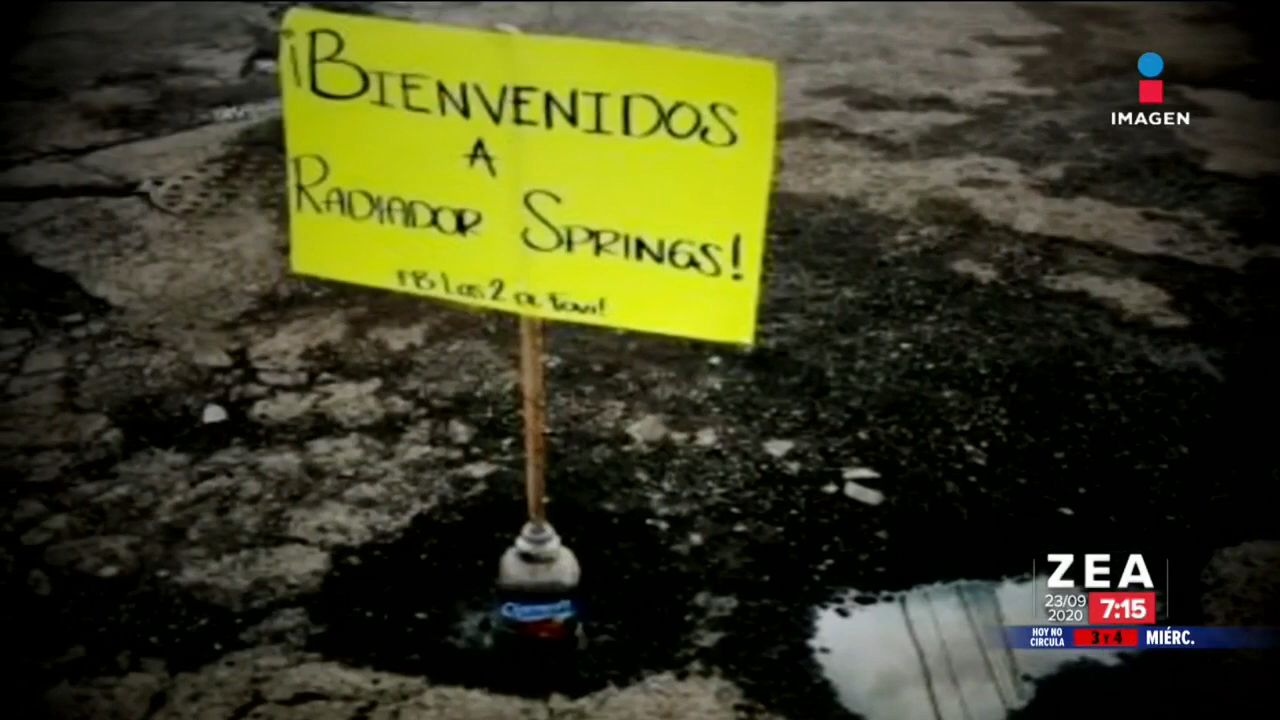 ¡BIENVENIDOS
A
RADIADOR SPRINGS!
IMAGEN
ZEA
23/09
2020
7:15
HOY NO
CIRCULA
3 Y 4
MIÉRC.